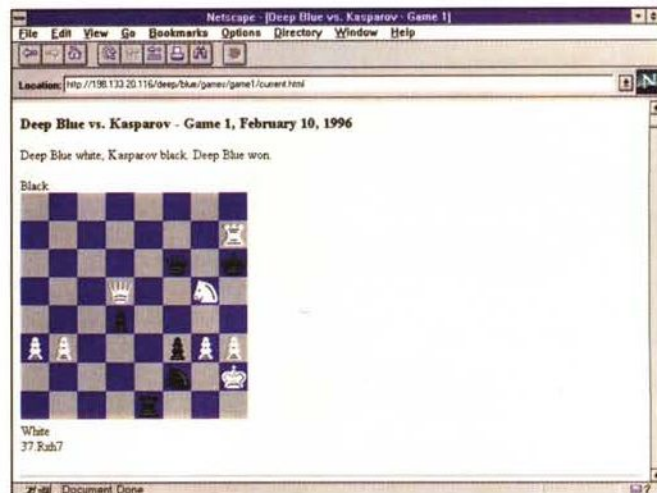 Netscape - [Deep Blue vs. Kasparov - Game 1]
File Edit View Go Bookmarks Options Directory Window Help
Location: http://198.133.20.116/deep/blue/games/game1/current.html
N
Deep Blue vs. Kasparov - Game 1, February 10, 1996
Deep Blue white, Kasparov black. Deep Blue won.
Black
White
37.Rxh7
Document Done